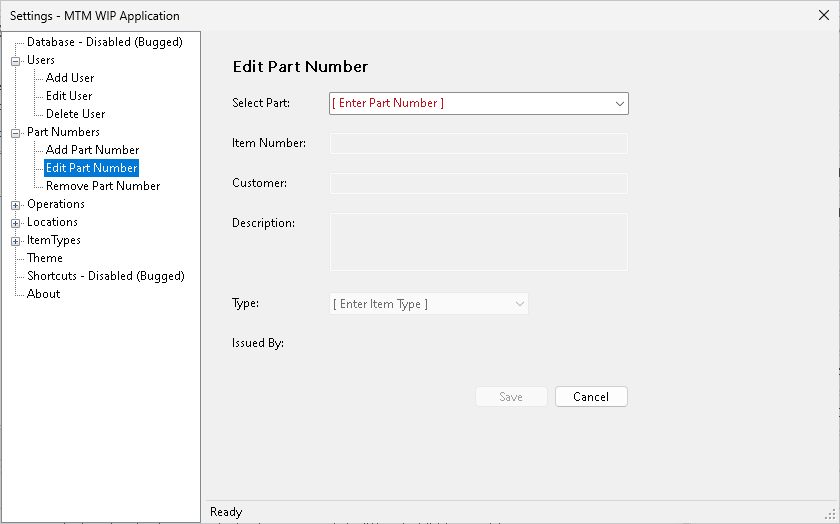 Settings - MTM WIP Application
Database - Disabled (Bugged)
Users
Add User
Edit User
Delete User
Part Numbers
Add Part Number
Edit Part Number
Remove Part Number
Operations
Locations
ItemTypes
Theme
Shortcuts - Disabled (Bugged)
About
Edit Part Number
Select Part: [ Enter Part Number ]
Item Number:
Customer:
Description:
Type: [ Enter Item Type ]
Issued By:
Save Cancel
Ready